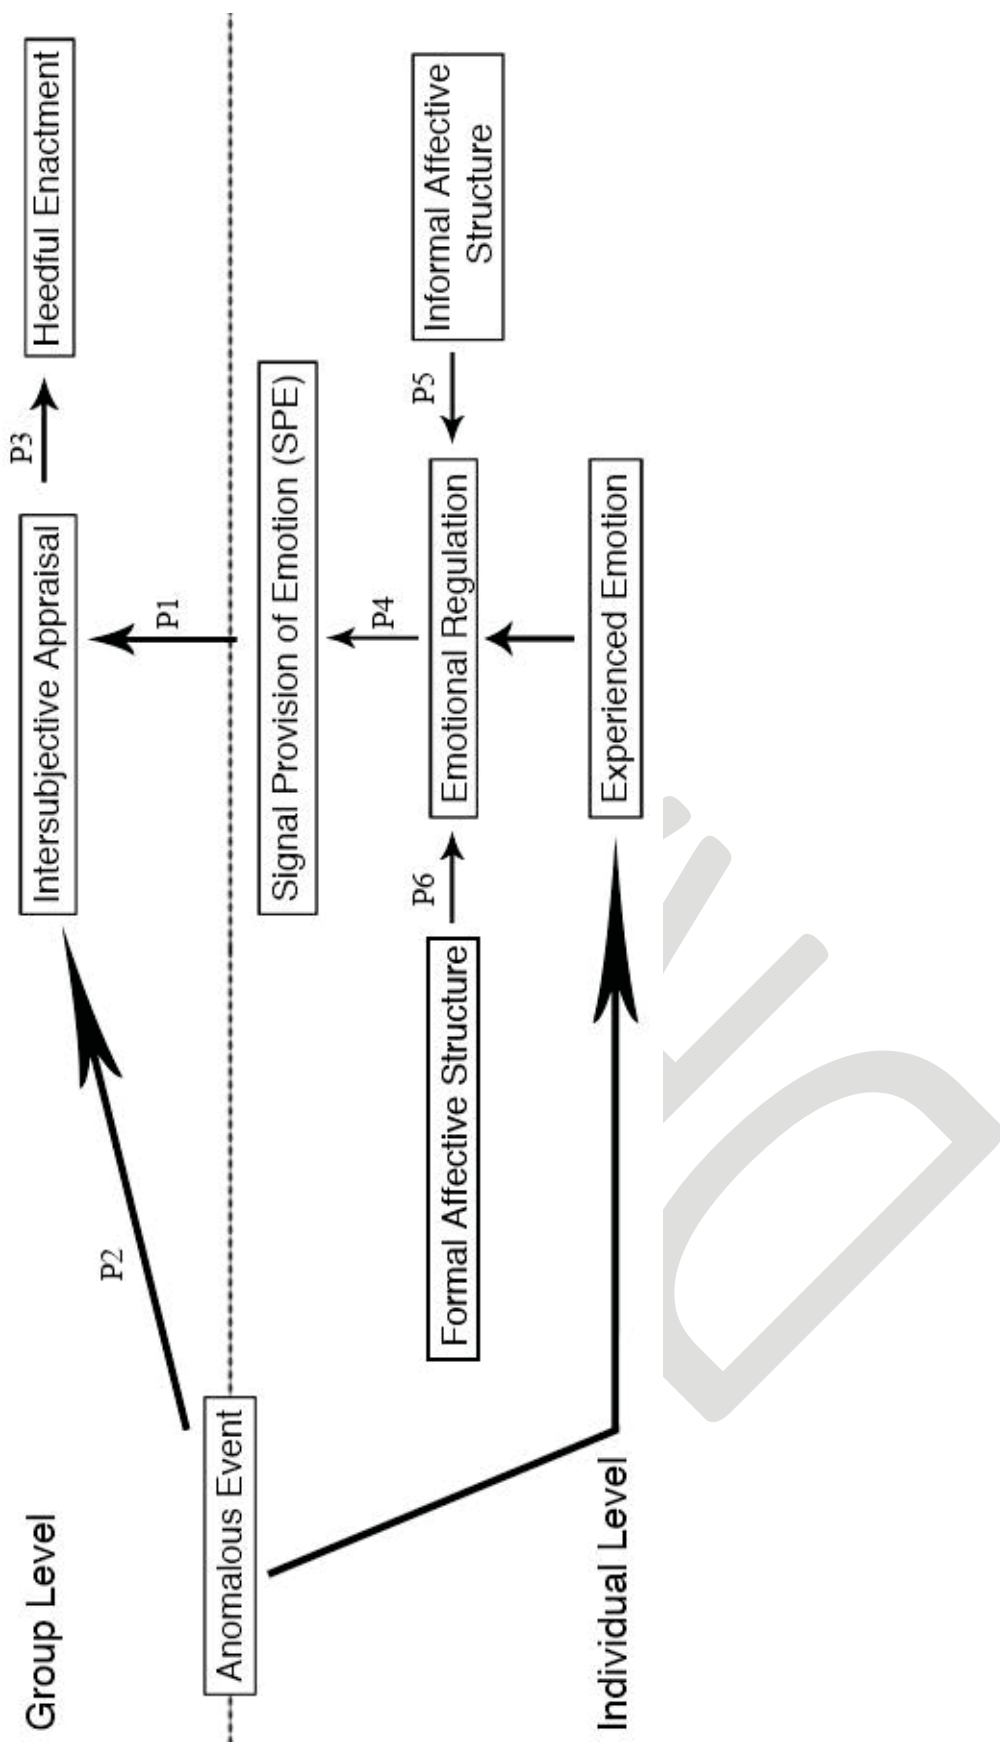 Group Level
Anomalous Event
P2
Intersubjective Appraisal
P3
Heedful Enactment
P1
Signal Provision of Emotion (SPE)
P4
Formal Affective Structure
P6
Emotional Regulation
P5
Informal Affective
Structure
Experienced Emotion
Individual Level